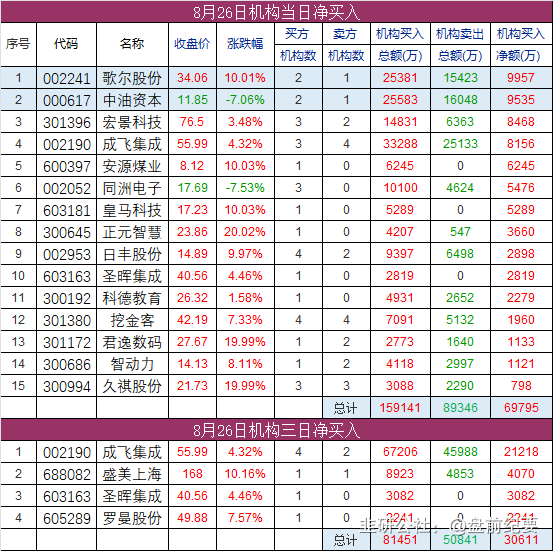 8月26日机构当日净买入
序号 代码 名称 收盘价 涨跌幅 买方机构数 卖方机构数 机构买入总额(万) 机构卖出总额(万) 机构买入净额(万)
1 002241 歌尔股份 34.06 10.01% 2 1 25381 15423 9957
2 000617 中油资本 11.85 -7.06% 2 1 25583 16048 9535
3 301396 宏景科技 76.5 3.48% 3 2 14831 6363 8468
4 002190 成飞集成 55.99 4.32% 3 4 33288 25133 8156
5 600397 安源煤业 8.12 10.03% 1 0 6245 0 6245
6 002052 同洲电子 17.69 -7.53% 3 0 10100 4624 5476
7 603181 皇马科技 17.23 10.03% 1 0 5289 0 5289
8 300645 正元智慧 23.86 20.02% 1 0 4207 547 3660
9 002953 日丰股份 14.89 9.97% 4 2 9397 6498 2898
10 603163 圣晖集成 40.56 4.46% 1 0 2819 0 2819
11 300192 科德教育 26.32 1.58% 1 0 4931 2652 2279
12 301380 挖金客 42.19 7.33% 4 4 7091 5132 1960
13 301172 君逸数码 27.67 19.99% 1 2 2773 1640 1133
14 300686 智动力 14.13 8.11% 1 2 4118 2997 1121
15 300994 久祺股份 21.73 19.99% 3 3 3088 2290 798
总计 159141 89346 69795
8月26日机构三日净买入
1 002190 成飞集成 55.99 4.32% 4 2 67206 45988 21218
2 688082 盛美上海 168 10.16% 1 1 8923 4853 4070
3 603163 圣晖集成 40.56 4.46% 1 0 3082 0 3082
4 605289 罗曼股份 49.88 7.57% 1 0 2241 0 2241
总计 81451 50841 30611
韭研公社：@盘前纪要